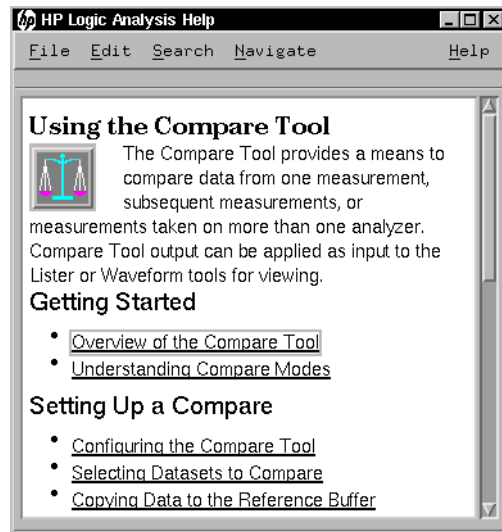 hp HP Logic Analysis Help
File Edit Search Navigate Help
Using the Compare Tool
The Compare Tool provides a means to
compare data from one measurement,
subsequent measurements, or
measurements taken on more than one analyzer.
Compare Tool output can be applied as input to the
Lister or Waveform tools for viewing.
Getting Started
• Overview of the Compare Tool
• Understanding Compare Modes
Setting Up a Compare
• Configuring the Compare Tool
• Selecting Datasets to Compare
• Copying Data to the Reference Buffer